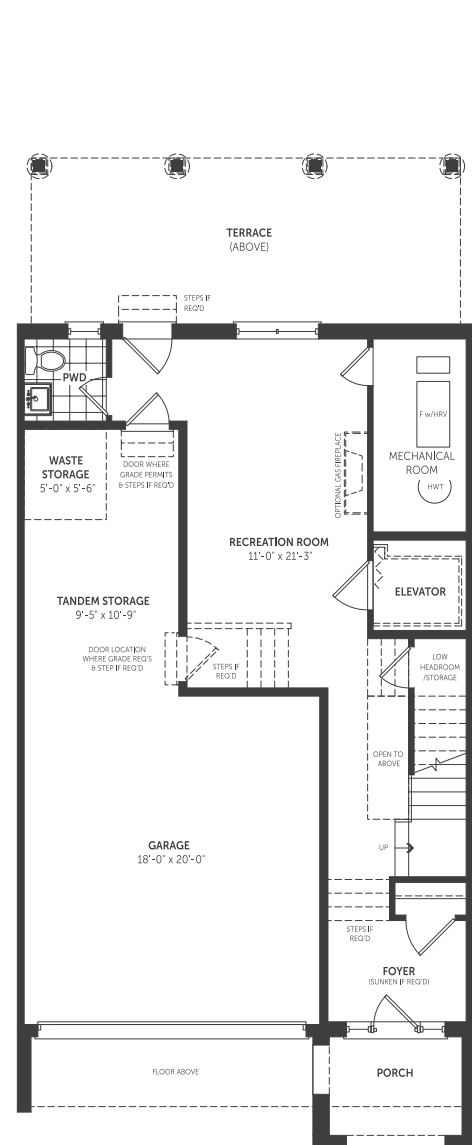 TERRACE
(ABOVE)
STEPS IF
REQ'D
PWD
F w/HRV
MECHANICAL
ROOM
HWT
WASTE
STORAGE
5'-0" x 5'-6"
DOOR WHERE
GRADE PERMITS
& STEPS IF REQ'D
OPTIONAL GAS FIREPLACE
RECREATION ROOM
11'-0" x 21'-3"
ELEVATOR
TANDEM STORAGE
9'-5" x 10'-9"
DOOR LOCATION
WHERE GRADE REQ'S
& STEP IF REQ'D
STEPS IF
REQ'D
LOW
HEADROOM
/STORAGE
OPEN TO
ABOVE
GARAGE
18'-0" x 20'-0"
UP
STEPS IF
REQ'D
FOYER
(SUNKEN IF REQ'D)
FLOOR ABOVE
PORCH